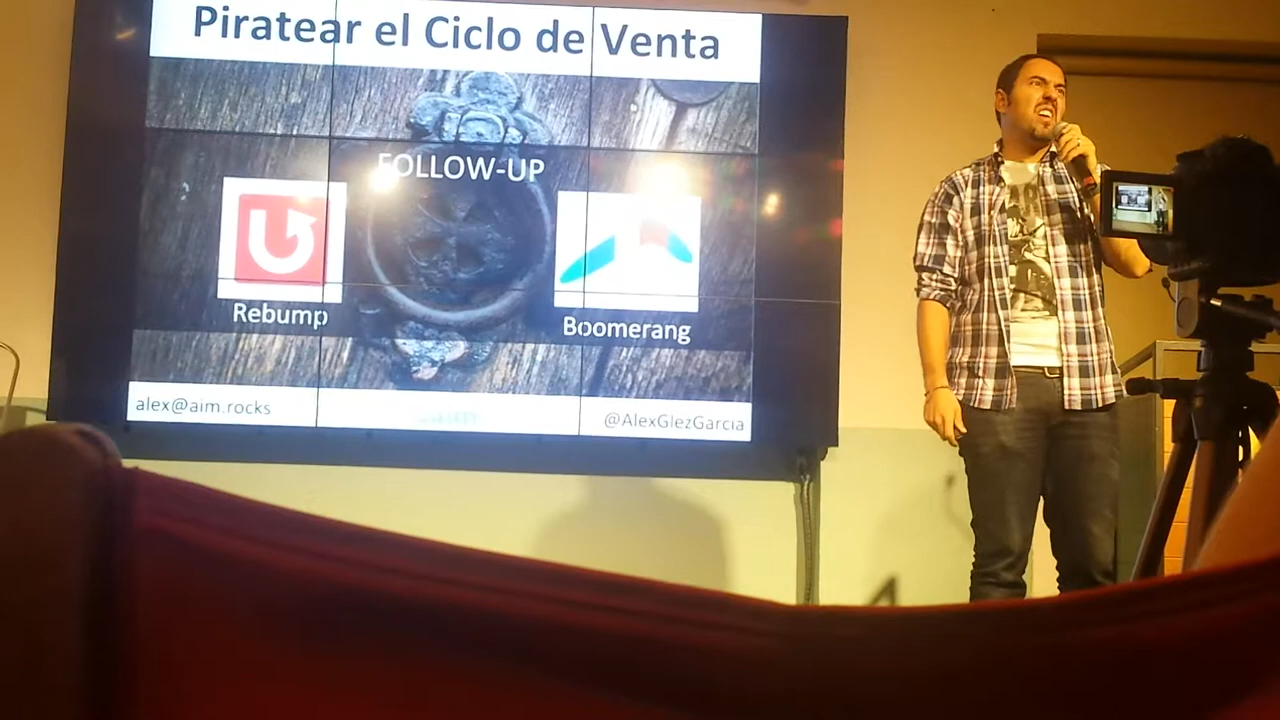 Piratear el Ciclo de Venta
FOLLOW-UP
Rebump
Boomerang
alex@aim.rocks
@AlexGlezGarcia